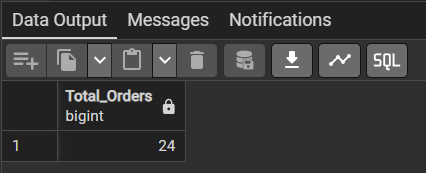 Data Output Messages Notifications
SQL
Total_Orders
bigint
1 24